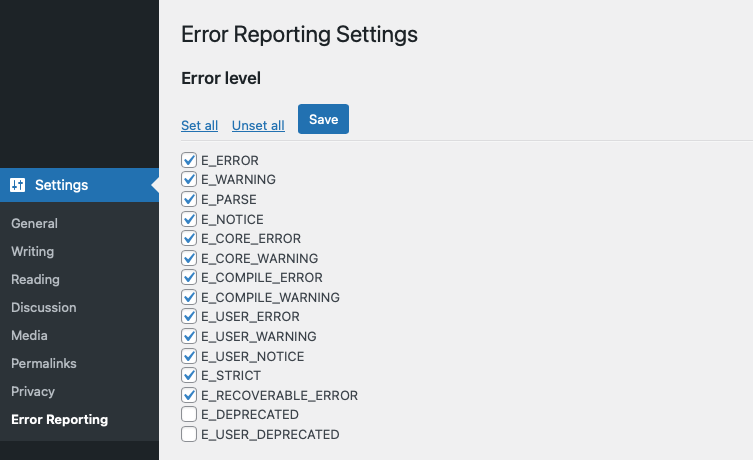 Error Reporting Settings
Error level
Set all Unset all Save
E_ERROR
E_WARNING
E_PARSE
E_NOTICE
E_CORE_ERROR
E_CORE_WARNING
E_COMPILE_ERROR
E_COMPILE_WARNING
E_USER_ERROR
E_USER_WARNING
E_USER_NOTICE
E_STRICT
E_RECOVERABLE_ERROR
E_DEPRECATED
E_USER_DEPRECATED
Settings
General
Writing
Reading
Discussion
Media
Permalinks
Privacy
Error Reporting